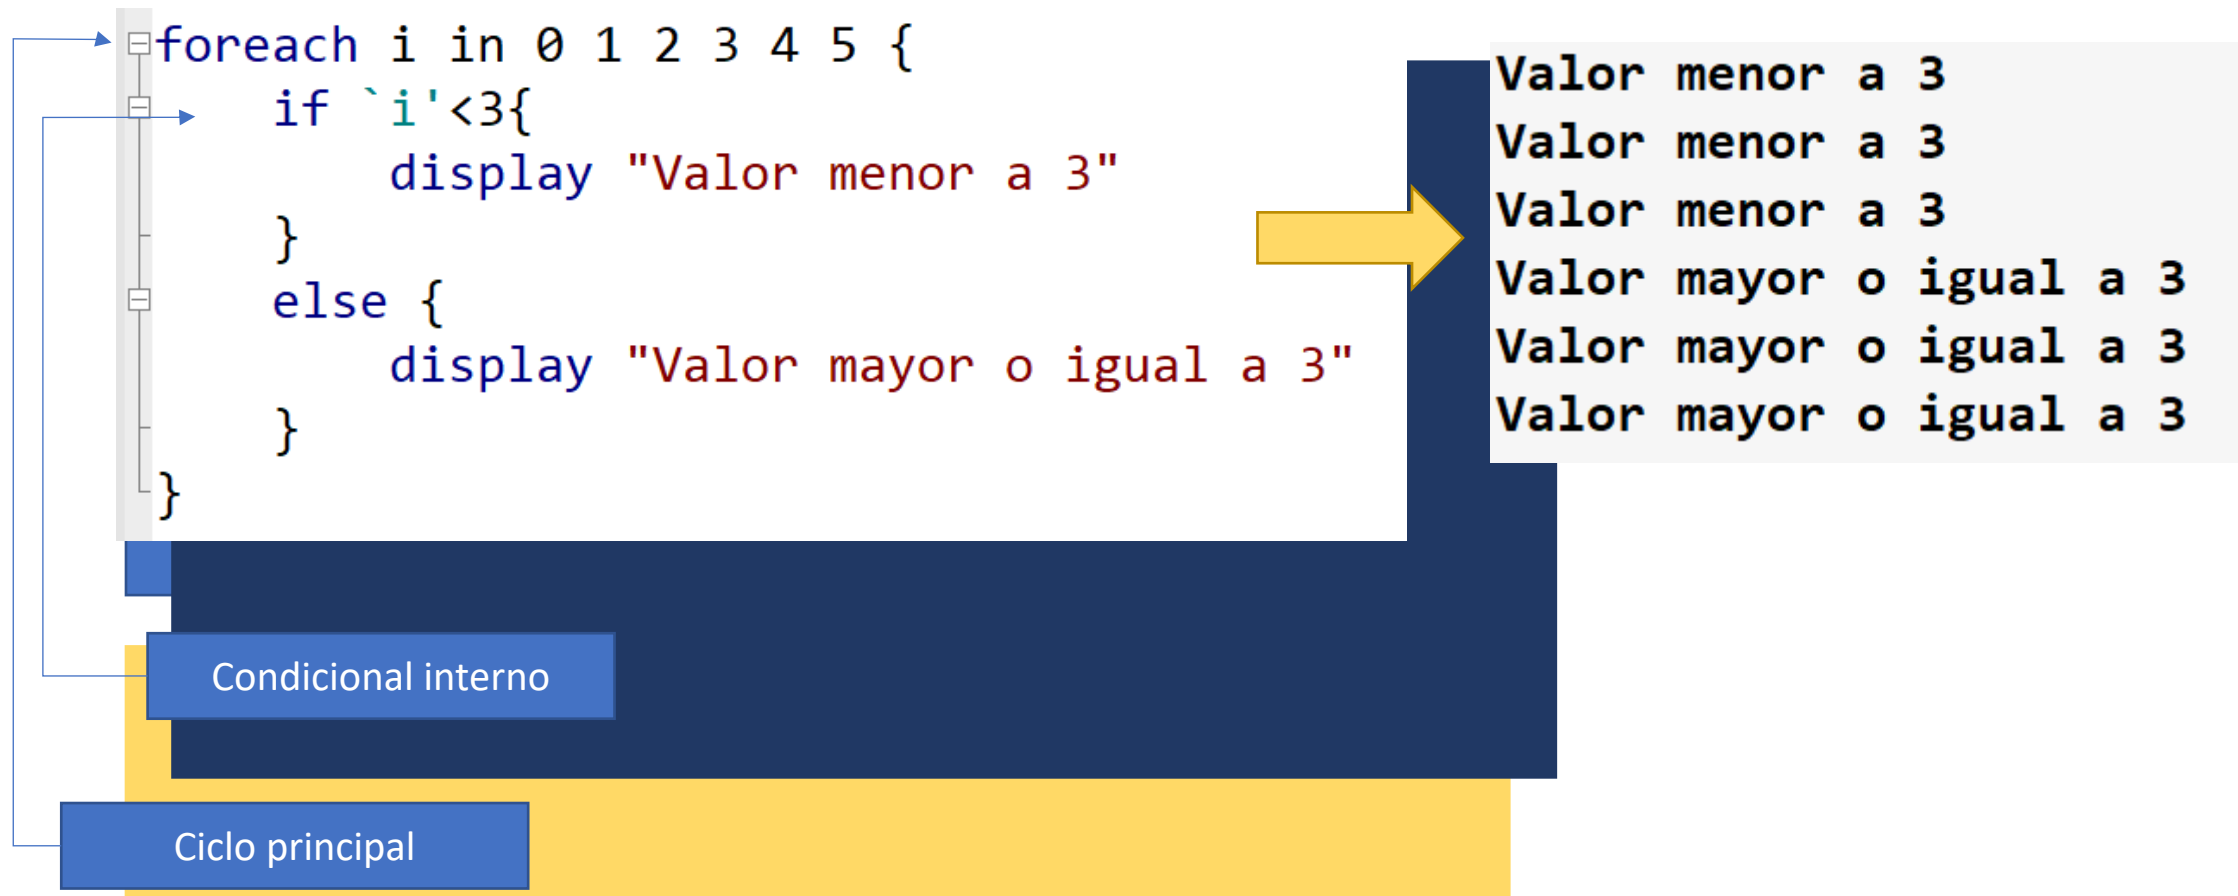 foreach i in 0 1 2 3 4 5 {
if `i'<3{
display "Valor menor a 3"
}
else {
display "Valor mayor o igual a 3"
}
}
Valor menor a 3
Valor menor a 3
Valor menor a 3
Valor mayor o igual a 3
Valor mayor o igual a 3
Valor mayor o igual a 3
Condicional interno
Ciclo principal